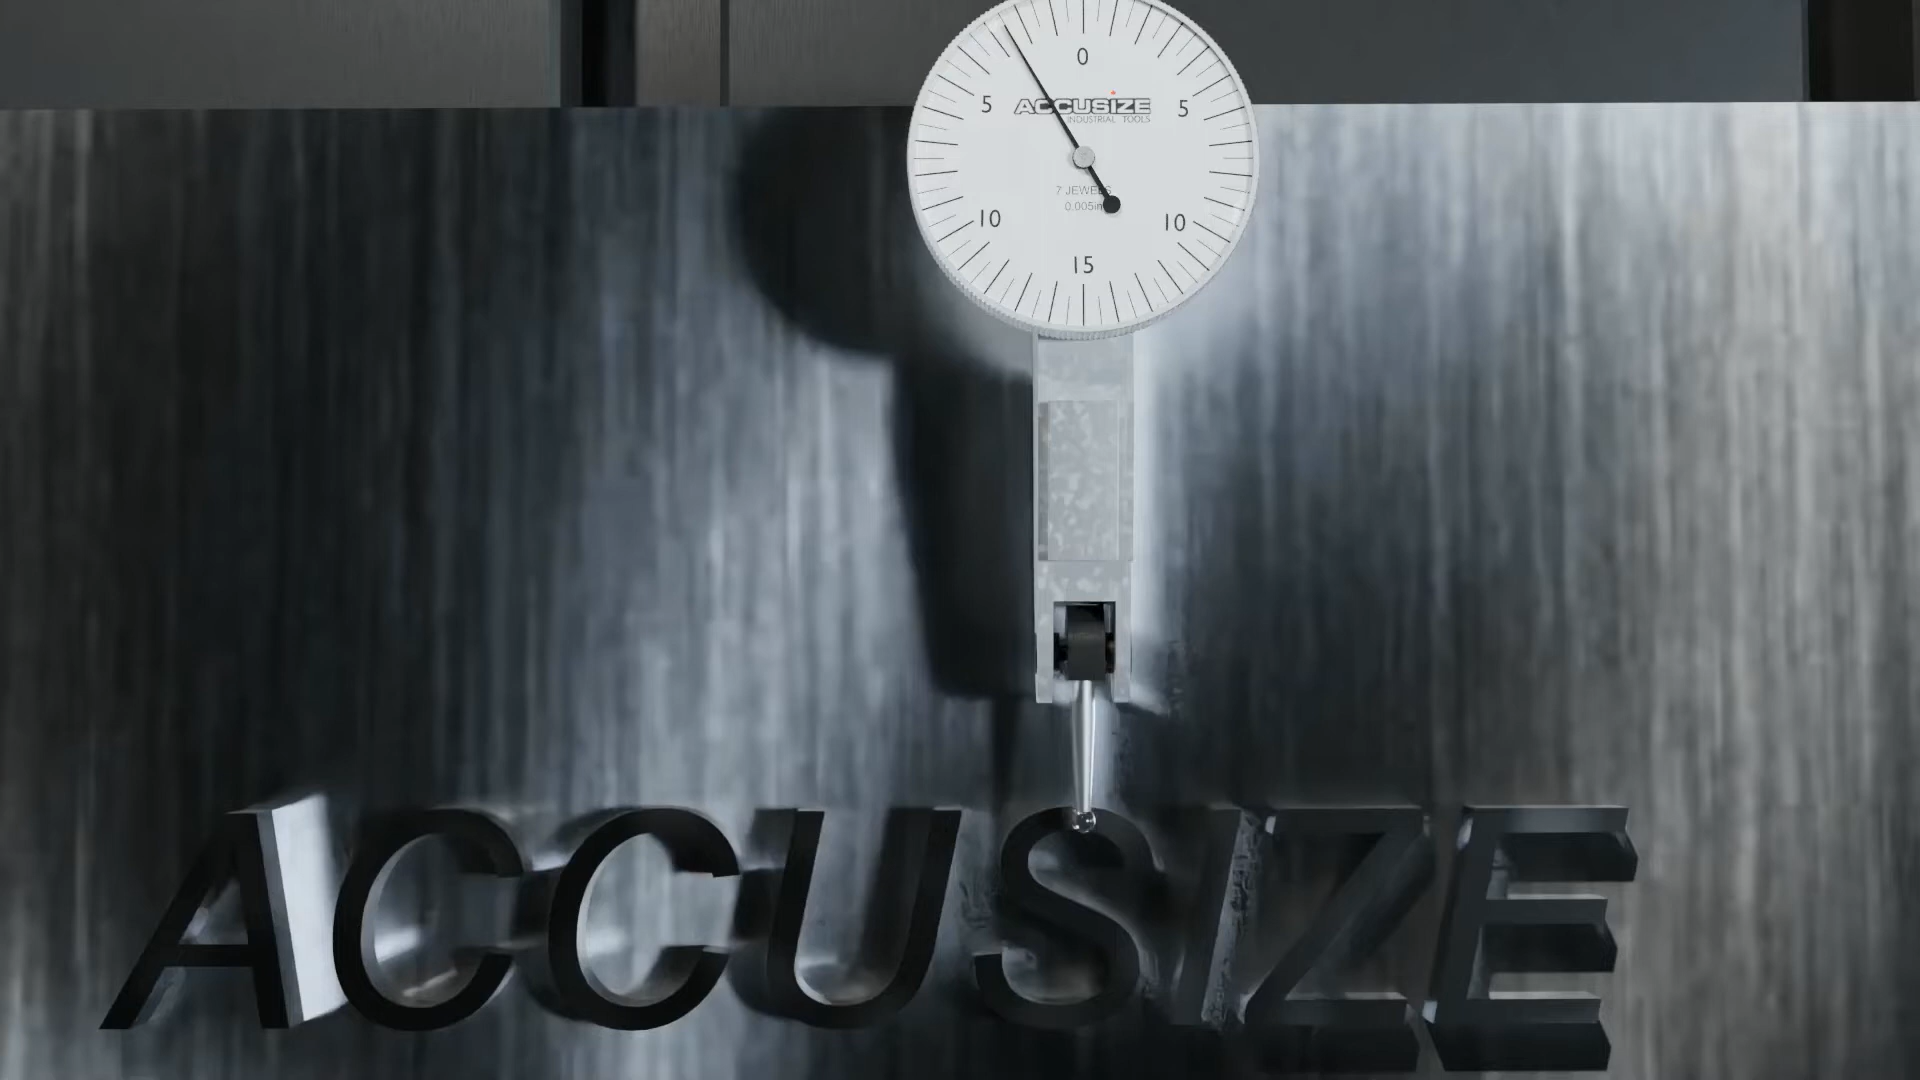 0
5 ACCUSIZE 5
INDUSTRIAL TOOLS
7 JEWELS
0.005in
10 10
15
ACCUSIZE